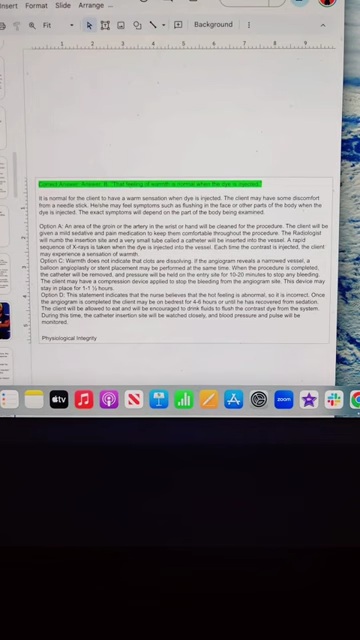 Insert Format Slide Arrange ...
Fit Background
1 2 3 4 5 6 7 8 9
Correct Answer: Answer: B. "That feeling of warmth is normal when the dye is injected."
It is normal for the client to have a warm sensation when dye is injected. The client may have some discomfort
from a needle stick. He/she may feel symptoms such as flushing in the face or other parts of the body when the
dye is injected. The exact symptoms will depend on the part of the body being examined.
Option A: An area of the groin or the artery in the wrist or hand will be cleaned for the procedure. The client will be
given a mild sedative and pain medication to keep them comfortable throughout the procedure. The Radiologist
will numb the insertion site and a very small tube called a catheter will be inserted into the vessel. A rapid
sequence of X-rays is taken when the dye is injected into the vessel. Each time the contrast is injected, the client
may experience a sensation of warmth.
Option C: Warmth does not indicate that clots are dissolving. If the angiogram reveals a narrowed vessel, a
balloon angioplasty or stent placement may be performed at the same time. When the procedure is completed,
the catheter will be removed, and pressure will be held on the entry site for 10-20 minutes to stop any bleeding.
The client may have a compression device applied to stop the bleeding from the angiogram site. This device may
stay in place for 1-1 ½ hours.
Option D: This statement indicates that the nurse believes that the hot feeling is abnormal, so it is incorrect. Once
the angiogram is completed the client may be on bedrest for 4-6 hours or until he has recovered from sedation.
The client will be allowed to eat and will be encouraged to drink fluids to flush the contrast dye from the system.
During this time, the catheter insertion site will be watched closely, and blood pressure and pulse will be
monitored.
Physiological Integrity
tv
zoom